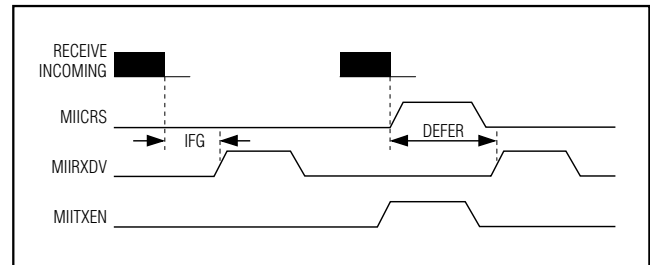 RECEIVE
INCOMING
MIICRS
IFG
DEFER
MIIRXDV
MIITXEN